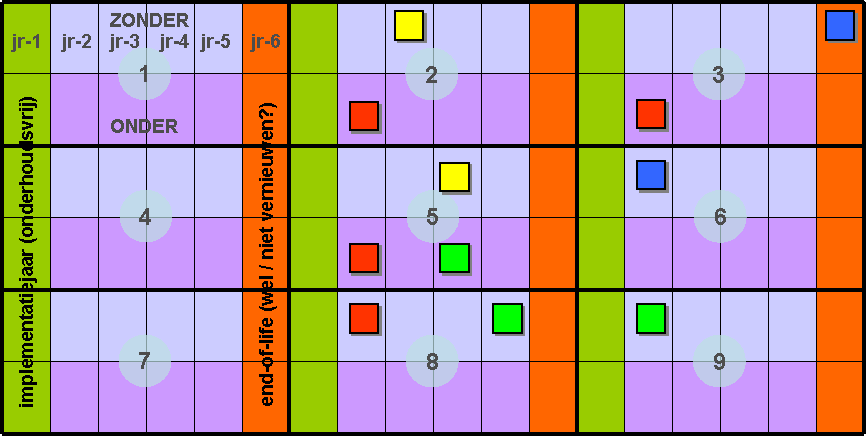 ZONDER
jr-1 jr-2 jr-3 jr-4 jr-5 jr-6
1 2 3
ONDER
implementatiejaar (onderhoudsvrij)
end-of-life (wel / niet vernieuwen?)
4 5 6
7 8 9